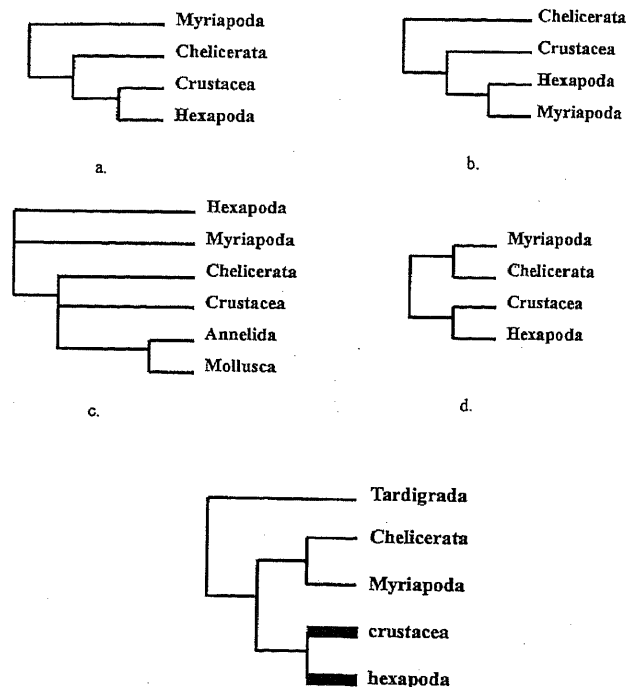 Myriapoda
Chelicerata
Crustacea
Hexapoda
a.
Chelicerata
Crustacea
Hexapoda
Myriapoda
b.
Hexapoda
Myriapoda
Chelicerata
Crustacea
Annelida
Mollusca
c.
Myriapoda
Chelicerata
Crustacea
Hexapoda
d.
Tardigrada
Chelicerata
Myriapoda
crustacea
hexapoda